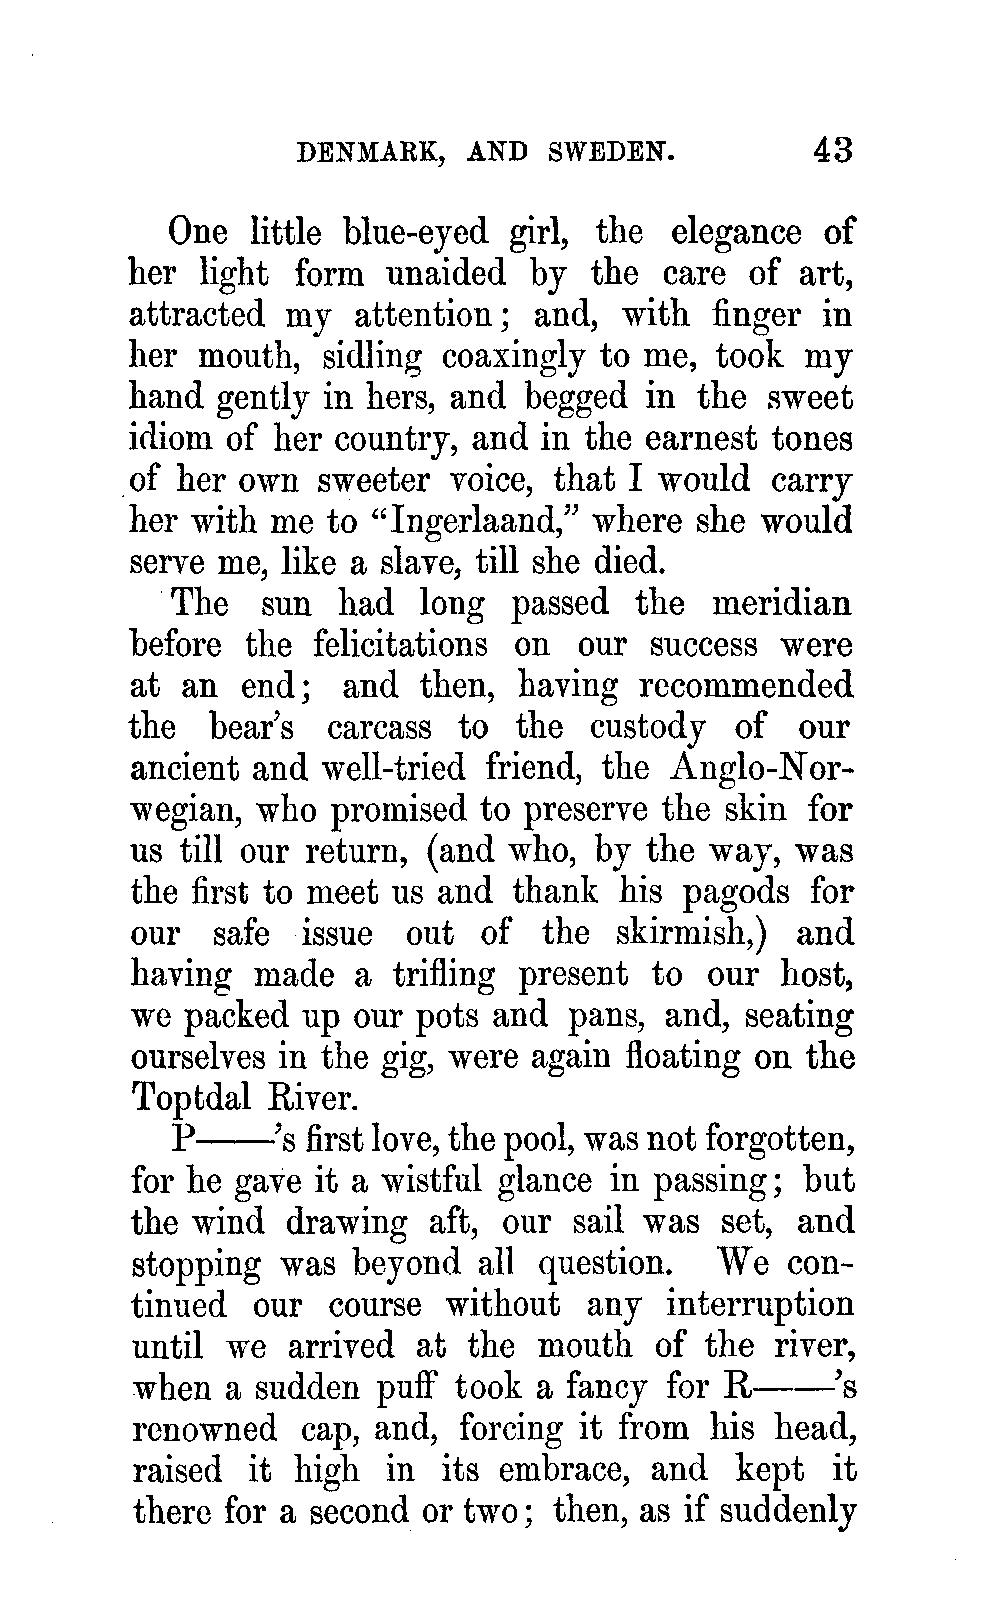 DENMARK, AND SWEDEN. 43
One little blue-eyed girl, the elegance of
her light form unaided by the care of art,
attracted my attention; and, with finger in
her mouth, sidling coaxingly to me, took my
hand gently in hers, and begged in the sweet
idiom of her country, and in the earnest tones
of her own sweeter voice, that I would carry
her with me to “Ingerlaand,” where she would
serve me, like a slave, till she died.
The sun had long passed the meridian
before the felicitations on our success were
at an end; and then, having recommended
the bear’s carcass to the custody of our
ancient and well-tried friend, the Anglo-Nor-
wegian, who promised to preserve the skin for
us till our return, (and who, by the way, was
the first to meet us and thank his pagods for
our safe issue out of the skirmish,) and
having made a trifling present to our host,
we packed up our pots and pans, and, seating
ourselves in the gig, were again floating on the
Toptdal River.
P——’s first love, the pool, was not forgotten,
for he gave it a wistful glance in passing; but
the wind drawing aft, our sail was set, and
stopping was beyond all question. We con-
tinued our course without any interruption
until we arrived at the mouth of the river,
when a sudden puff took a fancy for R——’s
renowned cap, and, forcing it from his head,
raised it high in its embrace, and kept it
there for a second or two; then, as if suddenly